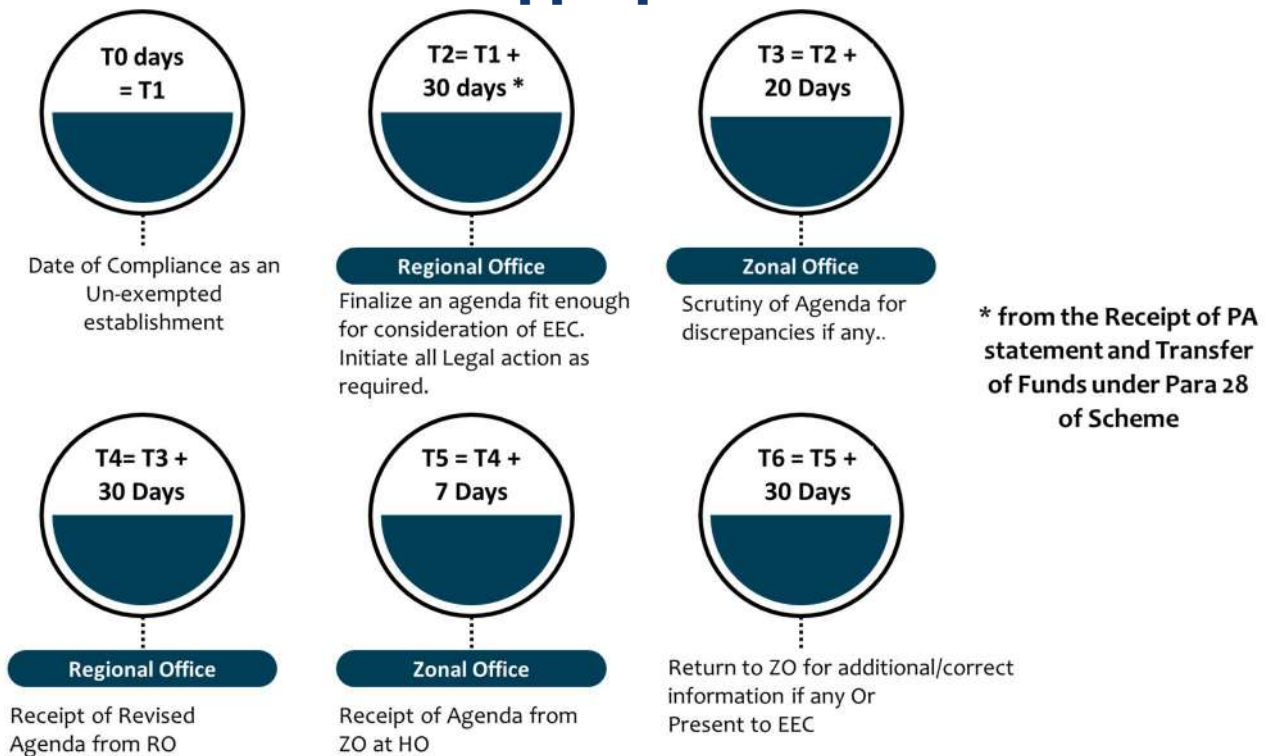 T0 days
= T1
T2= T1 +
30 days *
T3 = T2 +
20 Days
Date of Compliance as an
Un-exempted
establishment
Regional Office
Finalize an agenda fit enough
for consideration of EEC.
Initiate all Legal action as
required.
Zonal Office
Scrutiny of Agenda for
discrepancies if any..
* from the Receipt of PA
statement and Transfer
of Funds under Para 28
of Scheme
T4= T3 +
30 Days
T5 = T4 +
7 Days
T6 = T5 +
30 Days
Regional Office
Receipt of Revised
Agenda from RO
Zonal Office
Receipt of Agenda from
ZO at HO
Return to ZO for additional/correct
information if any Or
Present to EEC